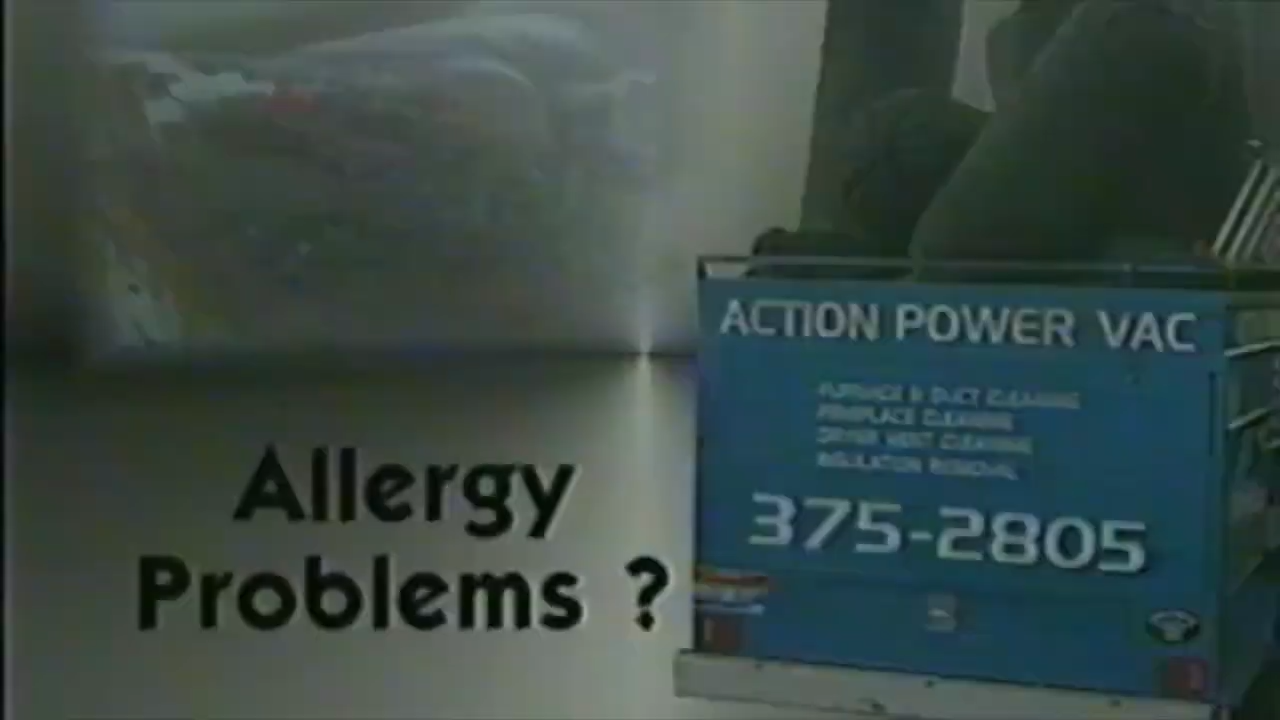 Allergy
Problems ?
ACTION POWER VAC
FURNACE & DUCT CLEANING
FIREPLACE CLEANING
DRYER VENT CLEANING
INSULATION REMOVAL
375-2805